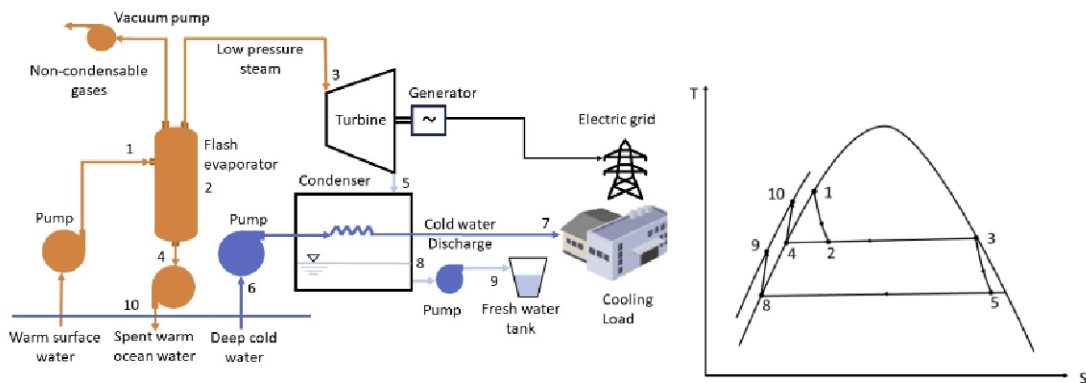 Vacuum pump
Non-condensable
gases
Low pressure
steam
3
Generator
Turbine
~
Electric grid
1
Flash
evaporator
2
Pump
4
10
Warm surface
water
Spent warm
ocean water
Condenser
5
Pump
Cold water
Discharge
7
8
9
6
Pump
Fresh water
tank
Deep cold
water
Cooling
Load
T
10
1
9
4
2
3
8
5
S